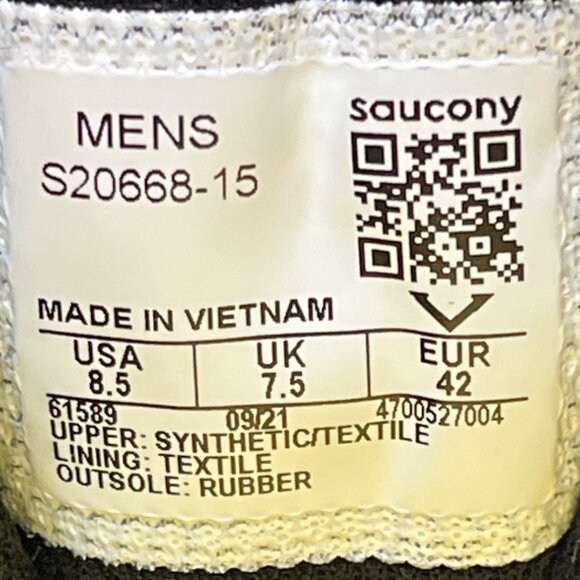 MENS
S20668-15
saucony
MADE IN VIETNAM
USA UK EUR
8.5 7.5 42
61589 09/21 4700527004
UPPER: SYNTHETIC/TEXTILE
LINING: TEXTILE
OUTSOLE: RUBBER